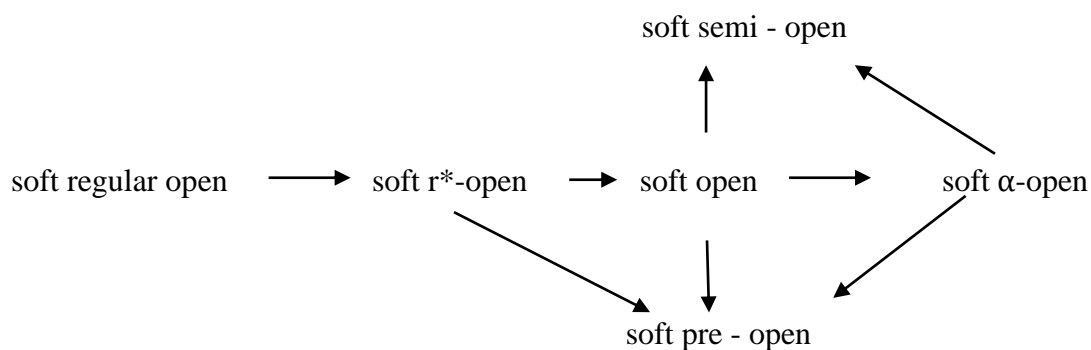 soft semi - open
soft regular open soft r*-open soft open soft α-open
soft pre - open